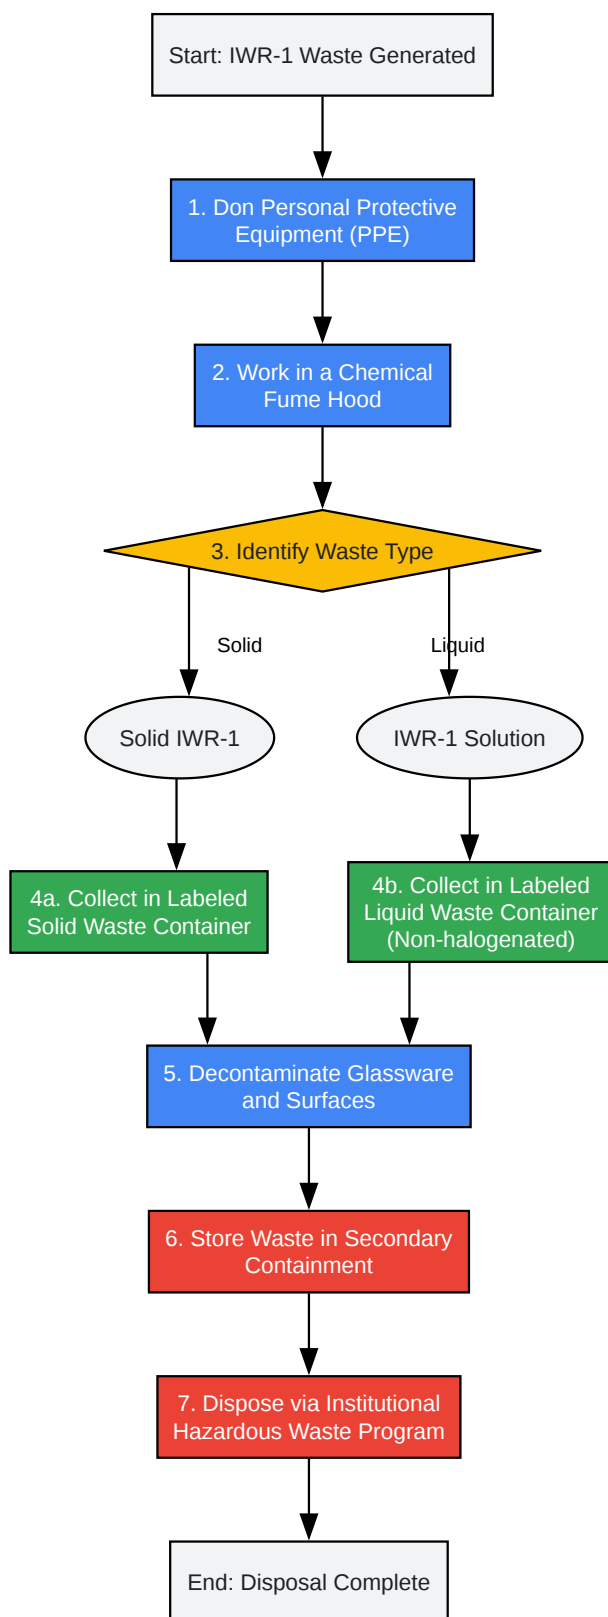 Start: IWR-1 Waste Generated
1. Don Personal Protective
Equipment (PPE)
2. Work in a Chemical
Fume Hood
3. Identify Waste Type
Solid
Liquid
Solid IWR-1
IWR-1 Solution
4a. Collect in Labeled
Solid Waste Container
4b. Collect in Labeled
Liquid Waste Container
(Non-halogenated)
5. Decontaminate Glassware
and Surfaces
6. Store Waste in Secondary
Containment
7. Dispose via Institutional
Hazardous Waste Program
End: Disposal Complete